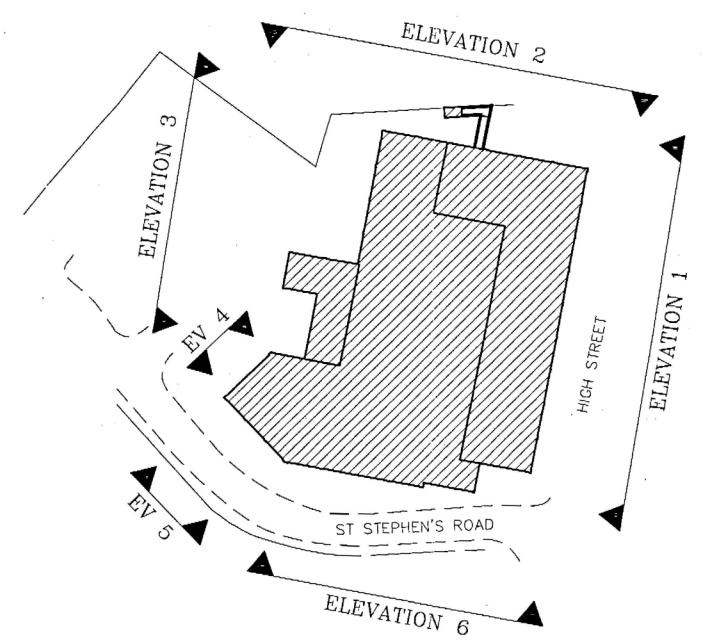 ELEVATION 2
ELEVATION 3
ELEVATION 1
EV 4
HIGH STREET
EV 5
ST STEPHEN'S ROAD
ELEVATION 6